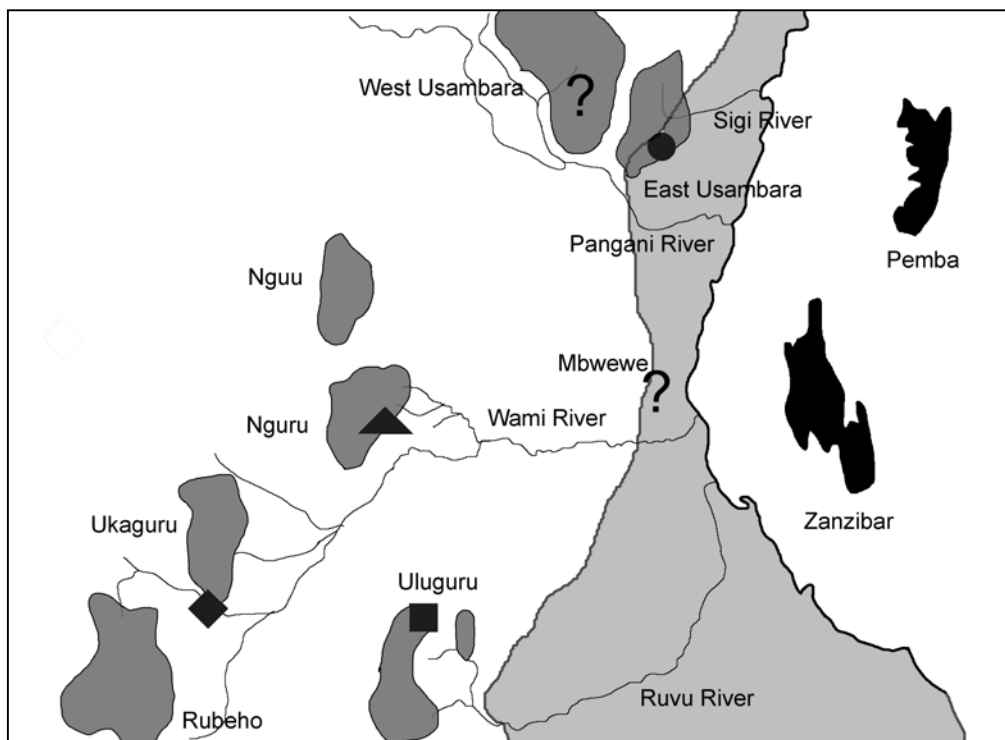 West Usambara
?
Sigi River
East Usambara
Pangani River
Pemba
Nguu
Mbwewe
?
Nguru
Wami River
Zanzibar
Ukaguru
Uluguru
Rubeho
Ruvu River